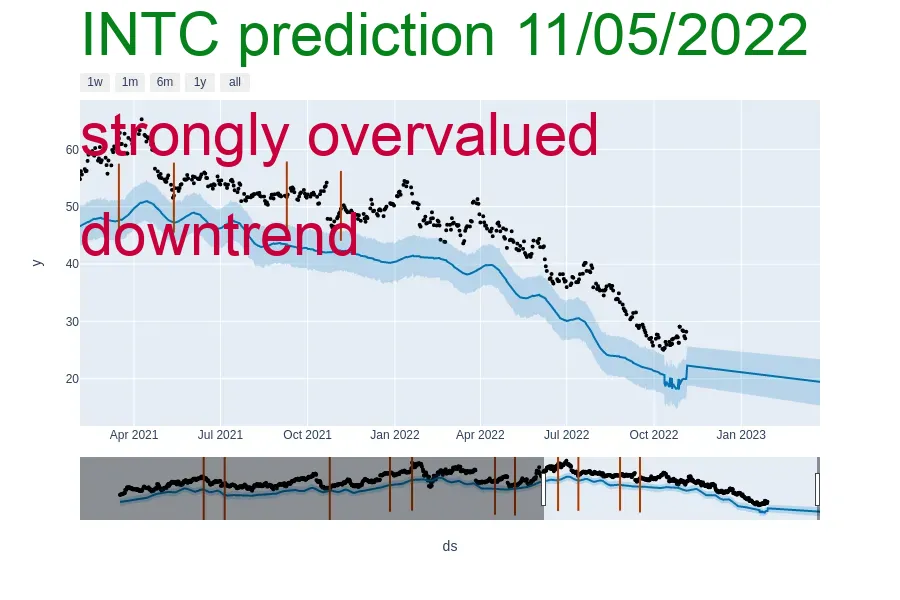 INTC prediction 11/05/2022
1w 1m 6m 1y all
strongly overvalued
60
50
downtrend
40
30
20
y
Apr 2021 Jul 2021 Oct 2021 Jan 2022 Apr 2022 Jul 2022 Oct 2022 Jan 2023
ds